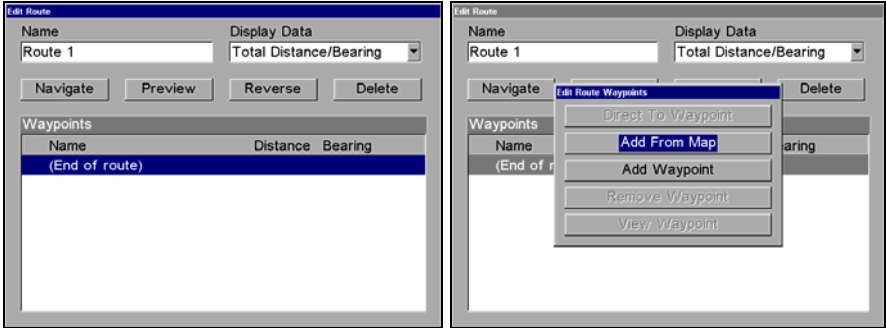 Edit Route
Name Display Data
Route 1 Total Distance/Bearing
Navigate Preview Reverse Delete
Waypoints
Name Distance Bearing
(End of route)
Edit Route
Name Display Data
Route 1 Total Distance/Bearing
Navigate Delete
Edit Route Waypoints
Direct To Waypoint
Waypoints
Add From Map
Name aring
(End of r
Add Waypoint
Remove Waypoint
View Waypoint